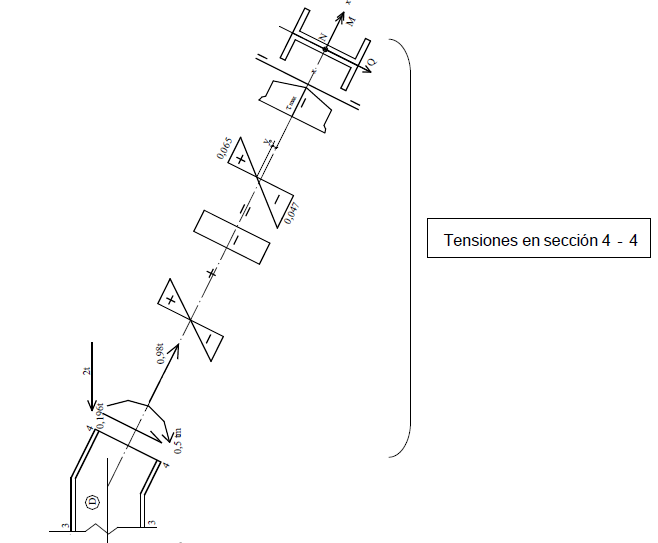 x
M
N
Q
x
τmax
0,065
+
−
0,047
+
−
+
−
Tensiones en sección 4 - 4
0,98t
2t
0,196t
4
0,5 tm
4
D
3
3